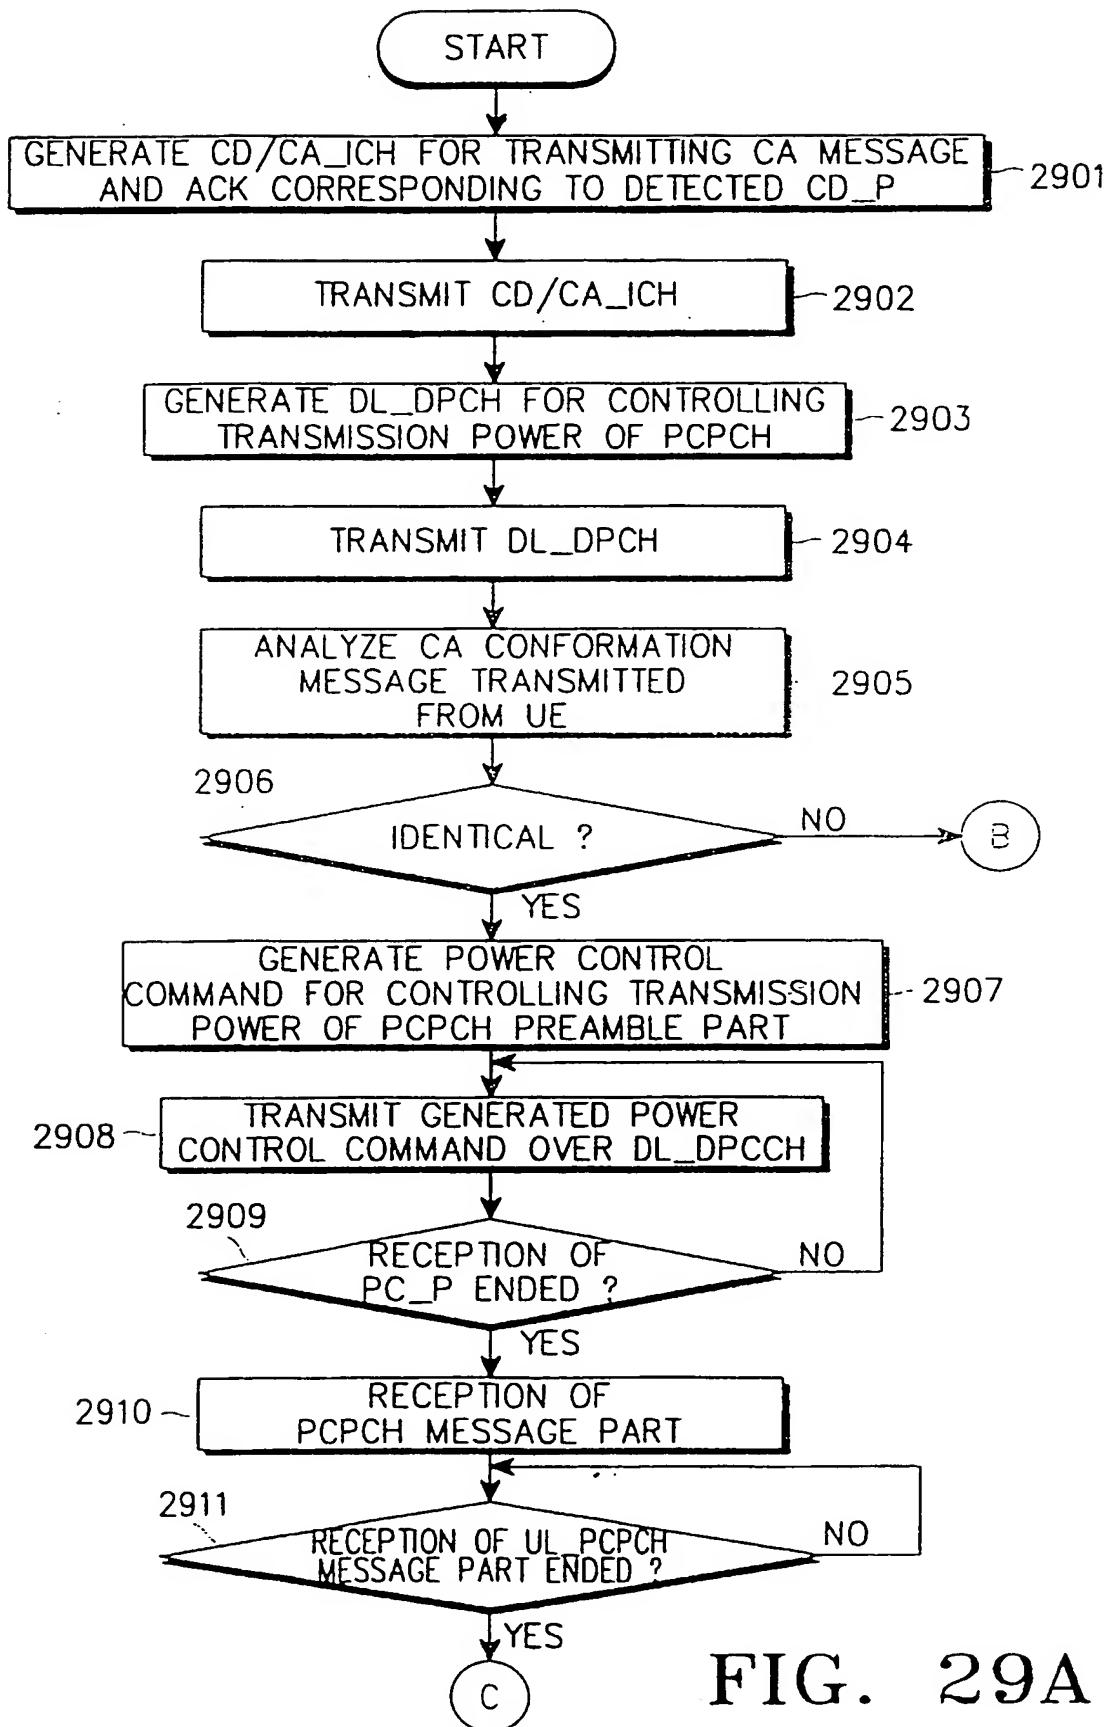 START
GENERATE CD/CA_ICH FOR TRANSMITTING CA MESSAGE
AND ACK CORRESPONDING TO DETECTED CD_P
2901
TRANSMIT CD/CA_ICH
2902
GENERATE DL_DPCH FOR CONTROLLING
TRANSMISSION POWER OF PCPCH
2903
TRANSMIT DL_DPCH
2904
ANALYZE CA CONFORMATION
MESSAGE TRANSMITTED
FROM UE
2905
2906
IDENTICAL ?
NO
B
YES
GENERATE POWER CONTROL
COMMAND FOR CONTROLLING TRANSMISSION
POWER OF PCPCH PREAMBLE PART
2907
2908
TRANSMIT GENERATED POWER
CONTROL COMMAND OVER DL_DPCCH
2909
RECEPTION OF
PC_P ENDED ?
NO
YES
2910
RECEPTION OF
PCPCH MESSAGE PART
2911
RECEPTION OF UL_PCPCH
MESSAGE PART ENDED ?
NO
YES
C
FIG. 29A